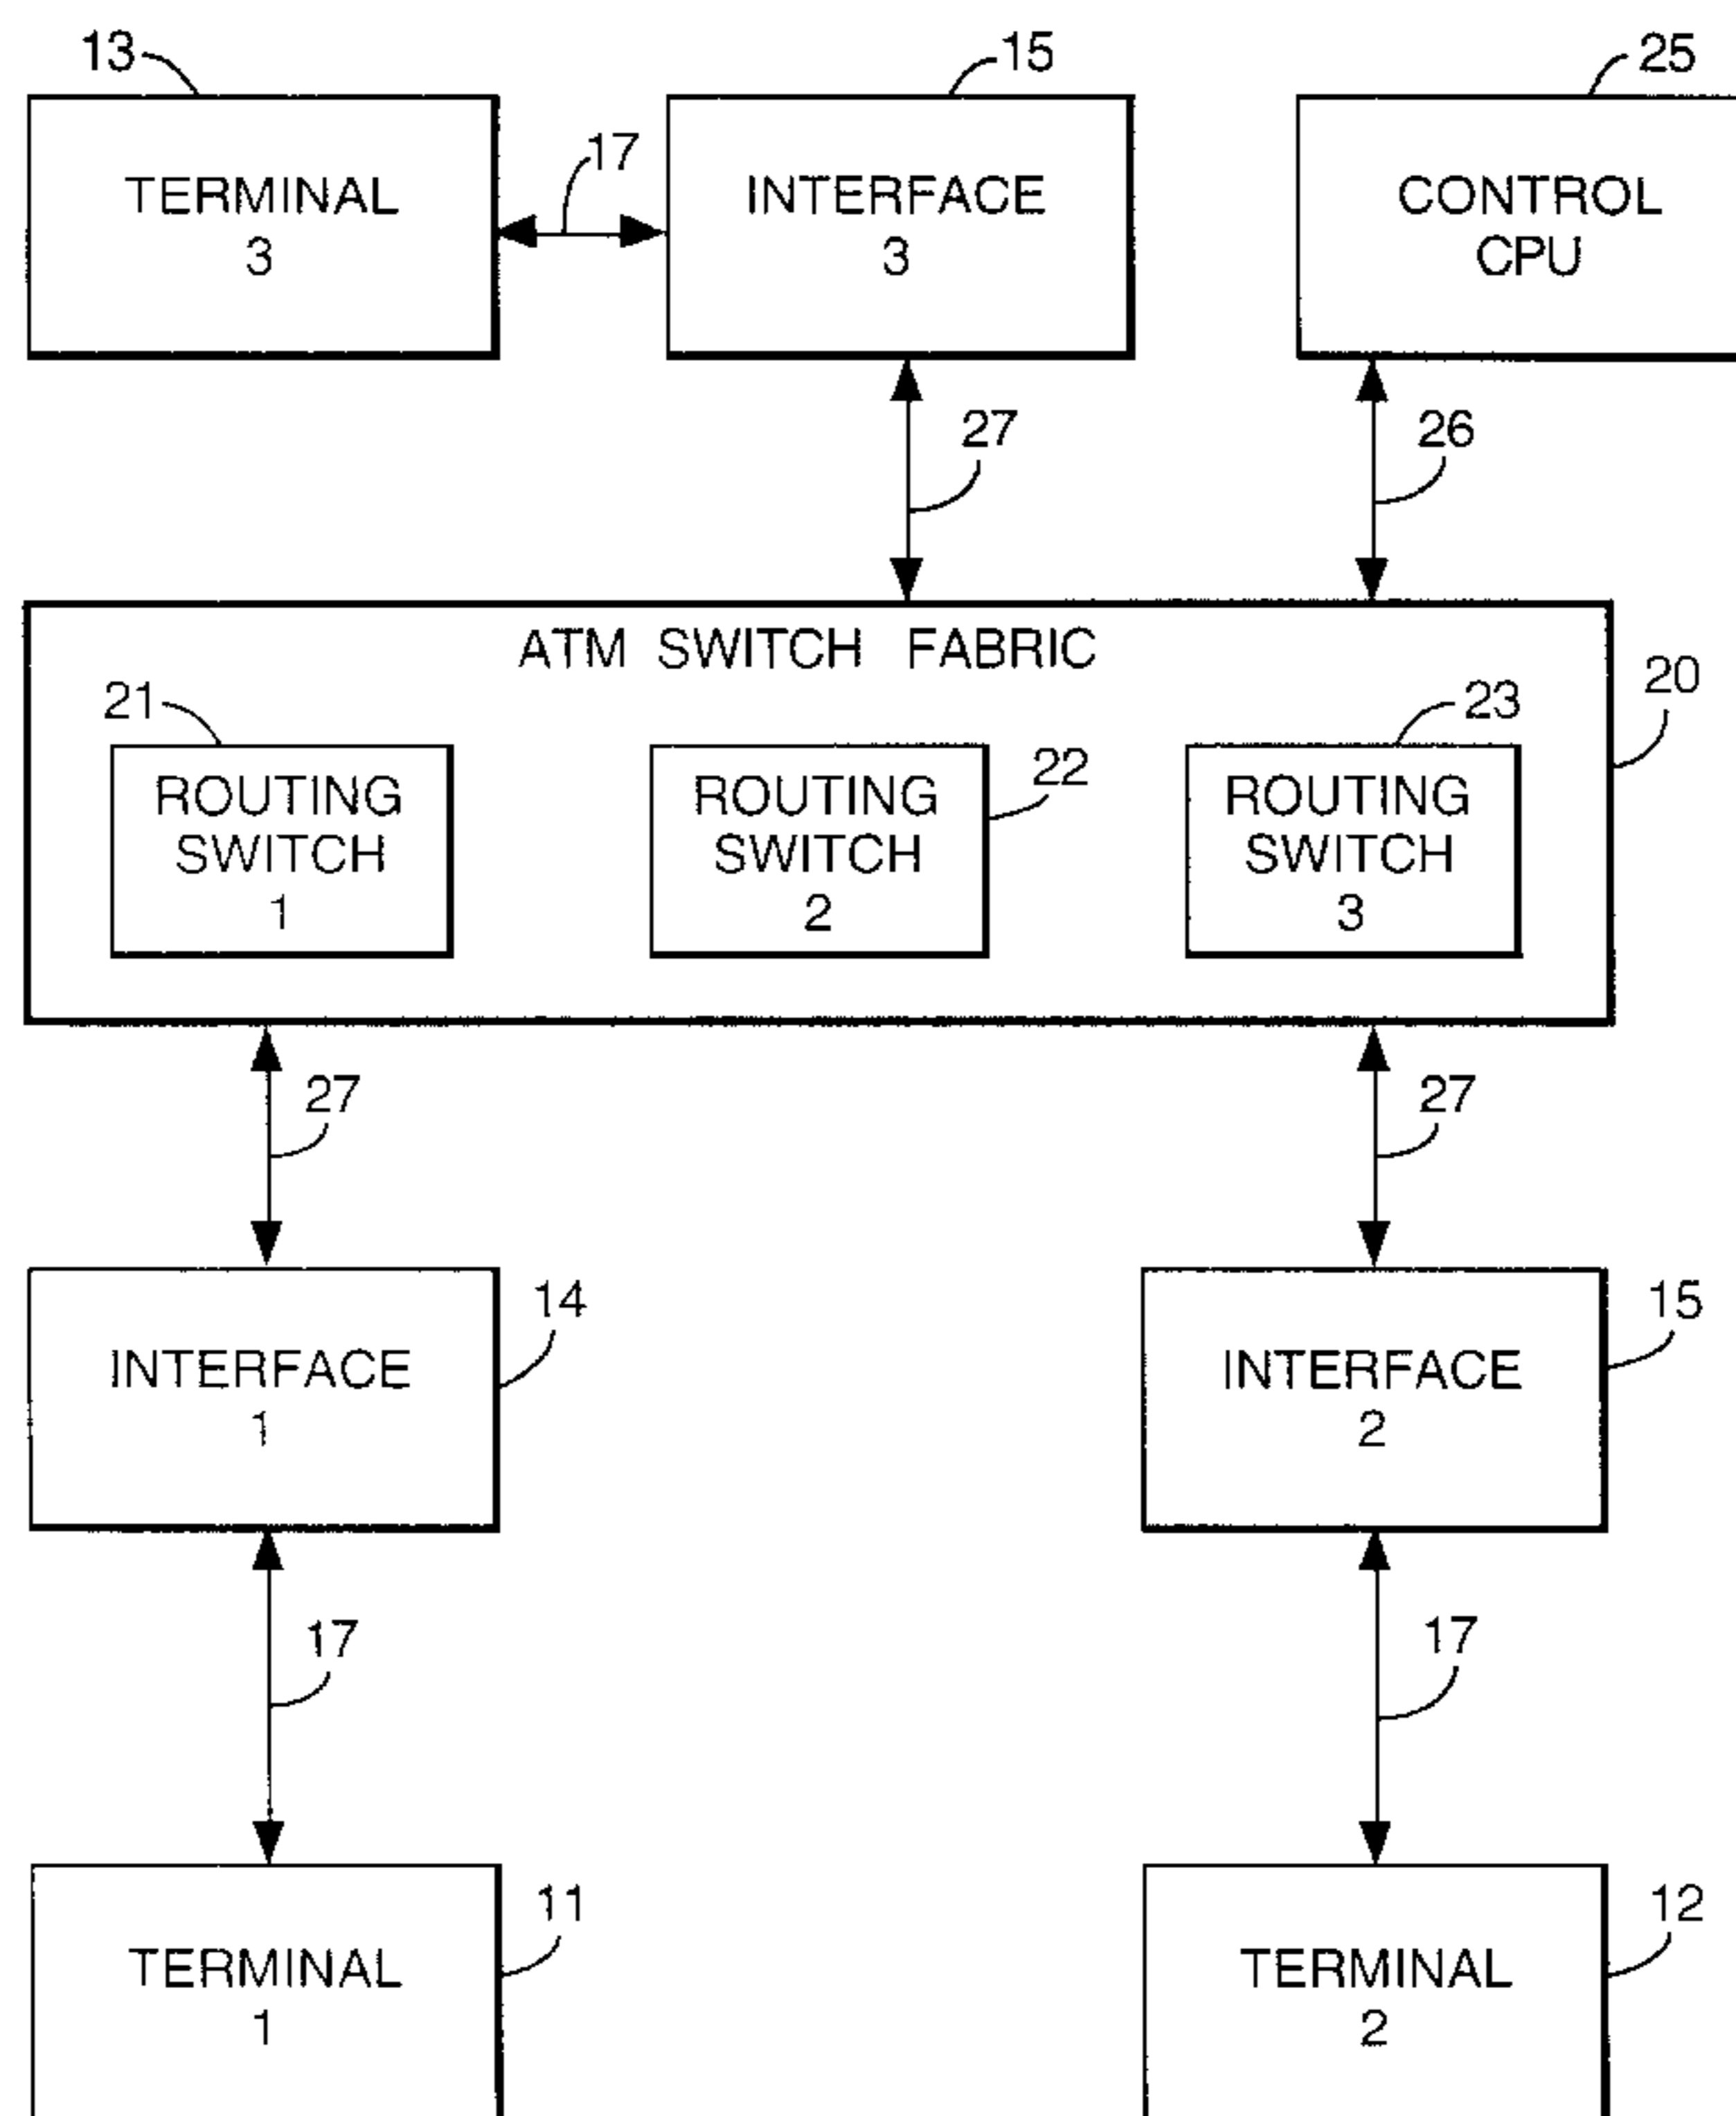 13
15
25
TERMINAL
3
17
INTERFACE
3
CONTROL
CPU
27
26
ATM SWITCH FABRIC
20
21
23
22
ROUTING
SWITCH
1
ROUTING
SWITCH
2
ROUTING
SWITCH
3
27
27
14
15
INTERFACE
1
INTERFACE
2
17
17
11
12
TERMINAL
1
TERMINAL
2